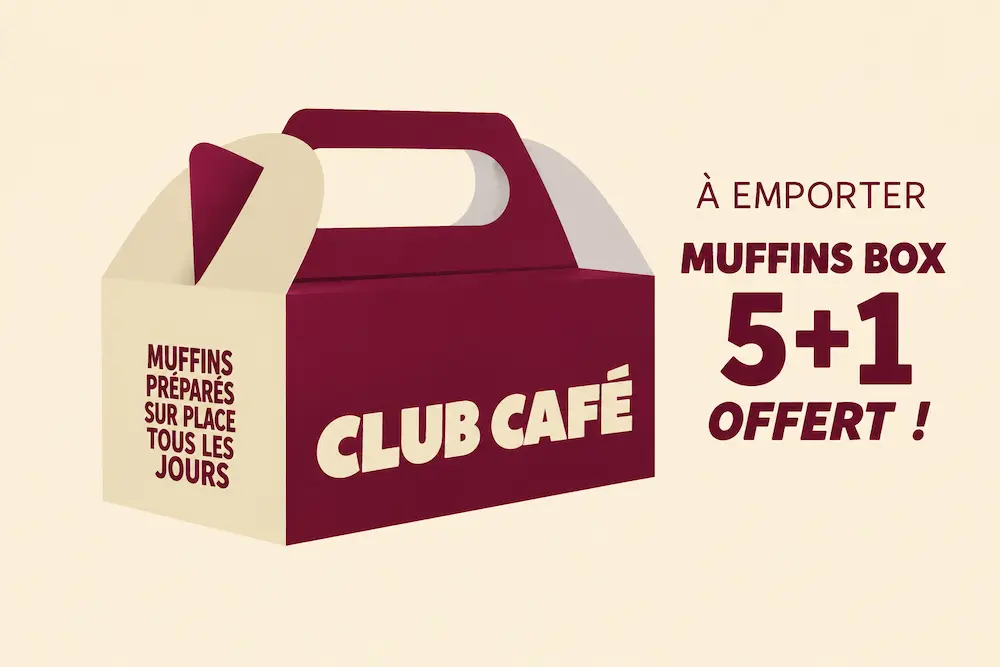 MUFFINS
PRÉPARÉS
SUR PLACE
TOUS LES
JOURS
CLUB CAFÉ
À EMPORTER
MUFFINS BOX
5+1
OFFERT !